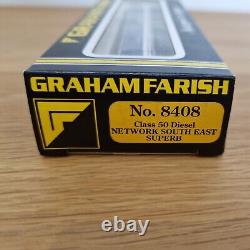 GRAHAM FARISH
No. 8408
Class 50 Diesel
NETWORK SOUTH EAST
SUPERB